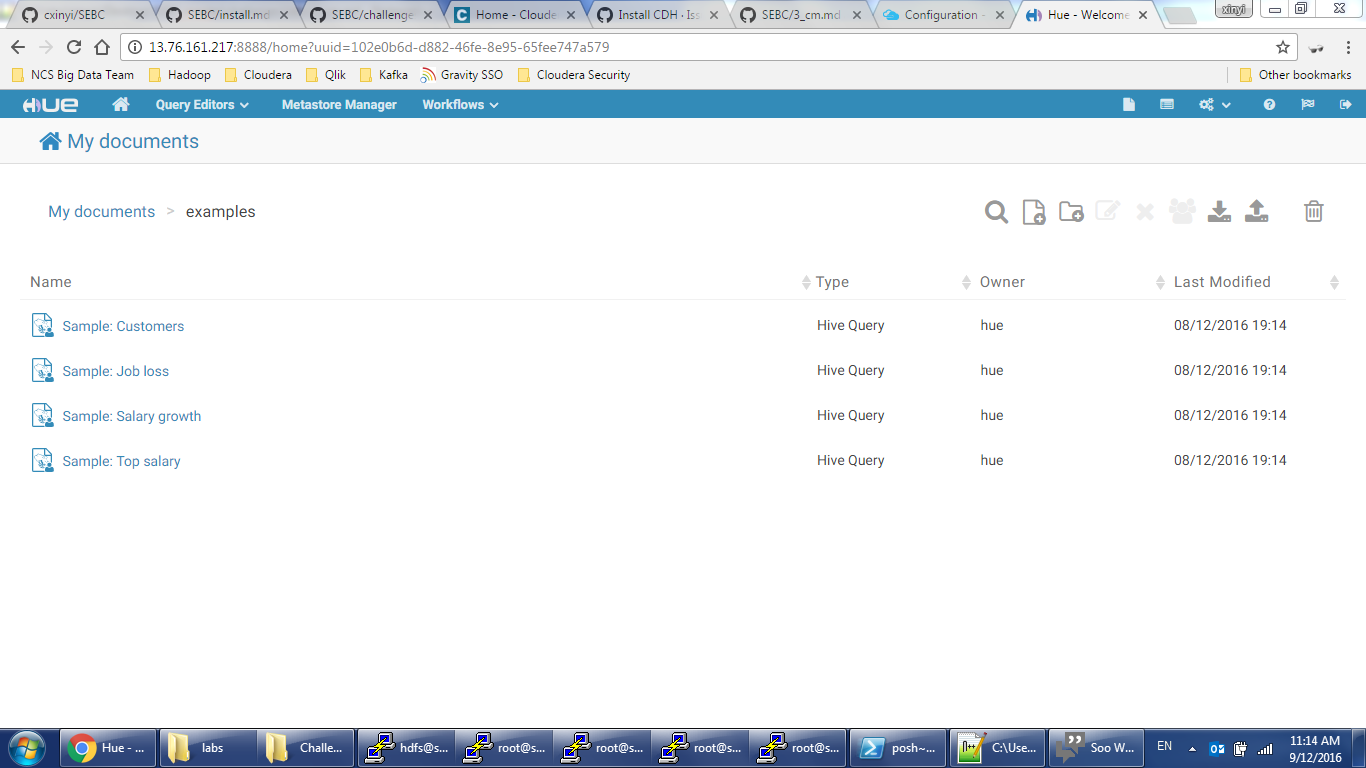 cxinyi/SEBC
SEBC/install.md
SEBC/challenge
Home - Cloude
Install CDH · Iss
SEBC/3_cm.md
Configuration -
Hue - Welcome
xinyi
13.76.161.217:8888/home?uuid=102e0b6d-d882-46fe-8e95-65fee747a579
NCS Big Data Team Hadoop Cloudera Qlik Kafka Gravity SSO Cloudera Security Other bookmarks
HUE Query Editors Metastore Manager Workflows
My documents
My documents > examples
Name Type Owner Last Modified
Sample: Customers Hive Query hue 08/12/2016 19:14
Sample: Job loss Hive Query hue 08/12/2016 19:14
Sample: Salary growth Hive Query hue 08/12/2016 19:14
Sample: Top salary Hive Query hue 08/12/2016 19:14
Hue - ... labs Challe... hdfs@s... root@s... root@s... root@s... root@s... posh~... C:\Use... Soo W... EN 11:14 AM
9/12/2016